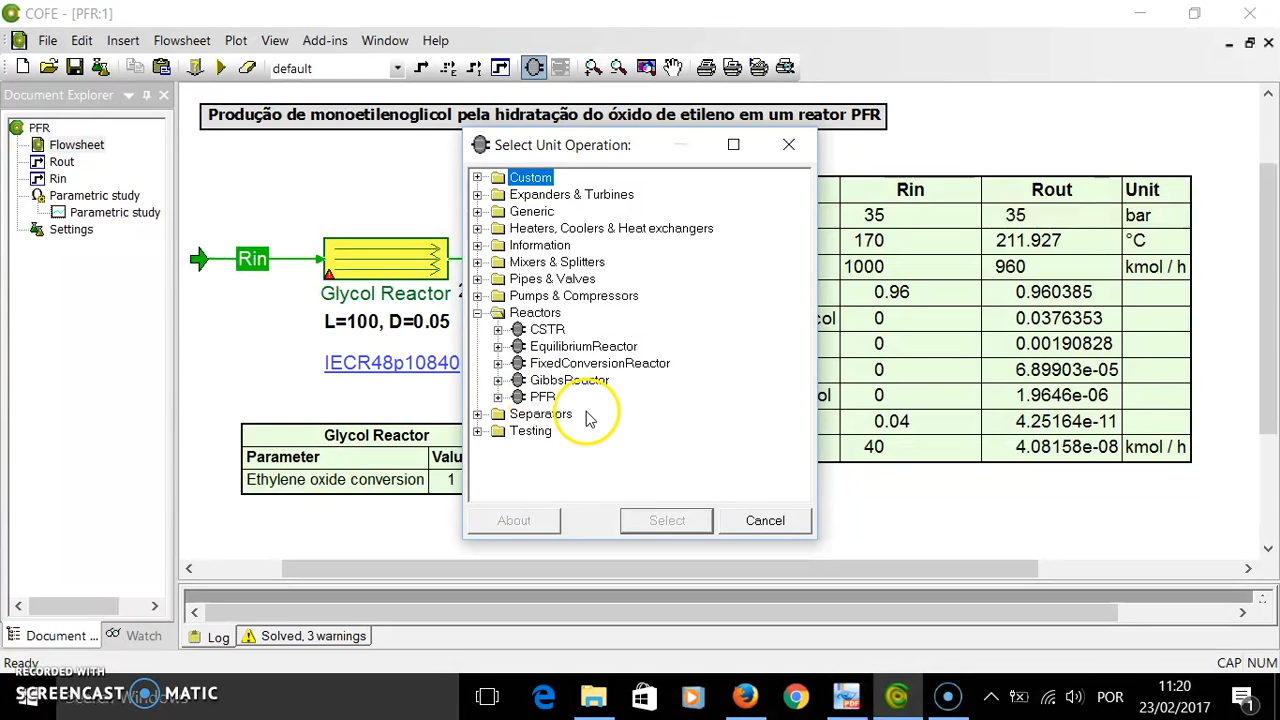 COFE - [PFR:1]
File Edit Insert Flowsheet Plot View Add-ins Window Help
default
Document Explorer
PFR
Flowsheet
Rout
Rin
Parametric study
Parametric study
Settings
Document ... Watch
Produção de monoetilenoglicol pela hidratação do óxido de etileno em um reator PFR
Rin
Glycol Reactor 2
L=100, D=0.05
IECR48p10840
Glycol Reactor
Parameter Valu
Ethylene oxide conversion 1
Select Unit Operation:
Custom
Expanders & Turbines
Generic
Heaters, Coolers & Heat exchangers
Information
Mixers & Splitters
Pipes & Valves
Pumps & Compressors
Reactors
CSTR
EquilibriumReactor
FixedConversionReactor
GibbsReactor
PFR
Separators
Testing
About Select Cancel
Rin Rout Unit
35 35 bar
170 211.927 °C
1000 960 kmol / h
0.96 0.960385
col 0 0.0376353
0 0.00190828
0 6.89903e-05
ol 0 1.9646e-06
0.04 4.25164e-11
40 4.08158e-08 kmol / h
Log Solved, 3 warnings
Ready CAP NUM
RECORDED WITH
SCREENCAST MATIC
POR
11:20
23/02/2017
1